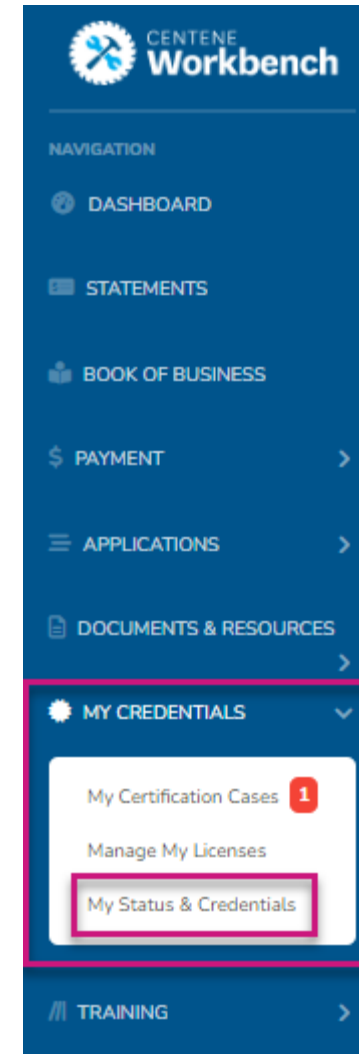 CENTENE
Workbench
NAVIGATION
DASHBOARD
STATEMENTS
BOOK OF BUSINESS
$ PAYMENT
APPLICATIONS
DOCUMENTS & RESOURCES
MY CREDENTIALS
My Certification Cases 1
Manage My Licenses
My Status & Credentials
TRAINING